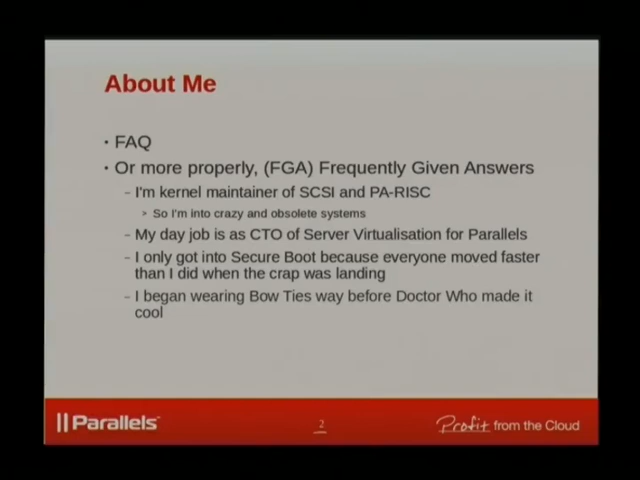 About Me
• FAQ
• Or more properly, (FGA) Frequently Given Answers
– I'm kernel maintainer of SCSI and PA-RISC
> So I'm into crazy and obsolete systems
– My day job is as CTO of Server Virtualisation for Parallels
– I only got into Secure Boot because everyone moved faster
than I did when the crap was landing
– I began wearing Bow Ties way before Doctor Who made it
cool
|| Parallels™
2
Profit from the Cloud